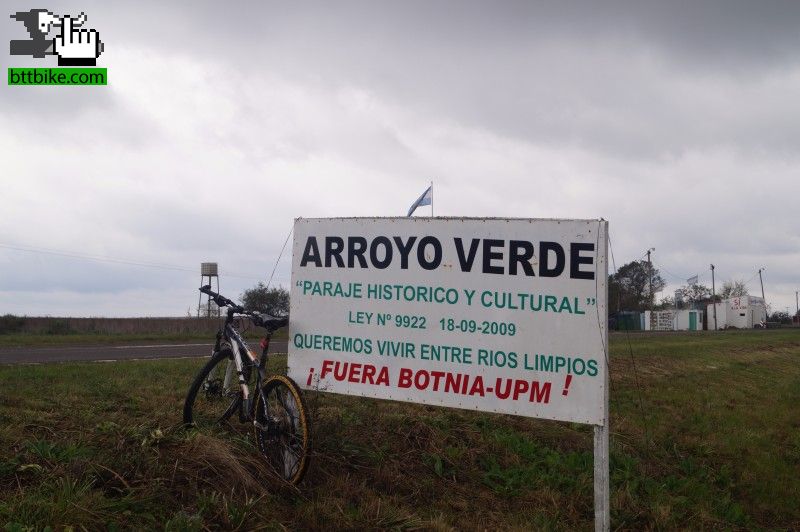 bttbike.com
ARROYO VERDE
"PARAJE HISTORICO Y CULTURAL"
LEY Nº 9922 18-09-2009
QUEREMOS VIVIR ENTRE RIOS LIMPIOS
¡ FUERA BOTNIA-UPM !
SÍ